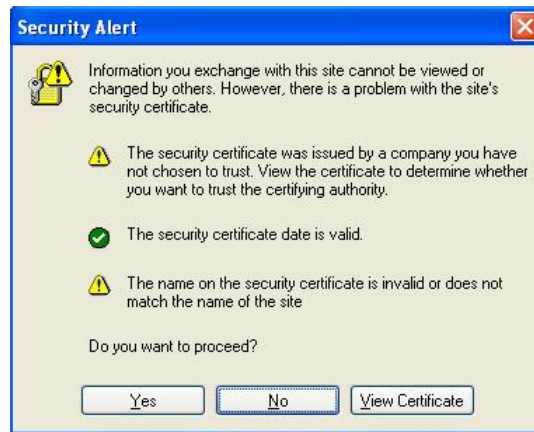 Security Alert
Information you exchange with this site cannot be viewed or
changed by others. However, there is a problem with the site's
security certificate.
The security certificate was issued by a company you have
not chosen to trust. View the certificate to determine whether
you want to trust the certifying authority.
The security certificate date is valid.
The name on the security certificate is invalid or does not
match the name of the site
Do you want to proceed?
Yes
No
View Certificate